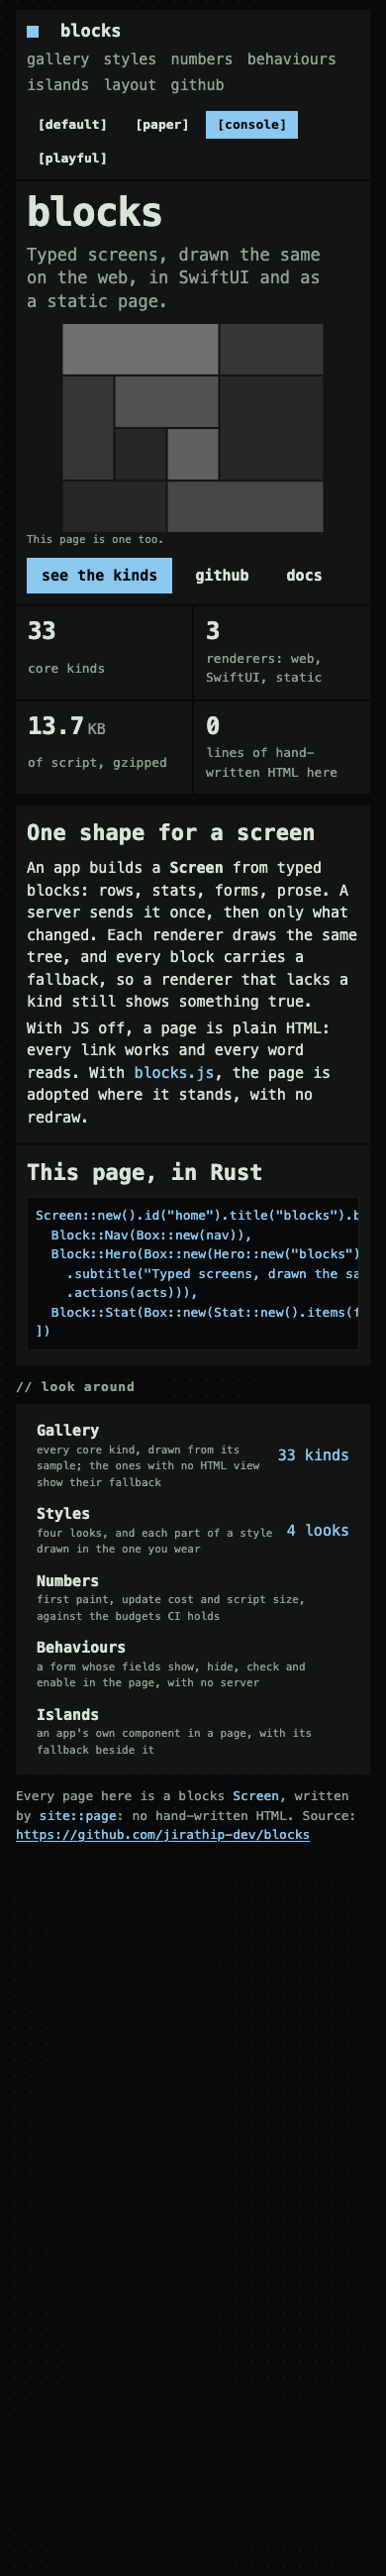 blocks
gallery styles numbers behaviours
islands layout github
[default] [paper] [console]
[playful]
blocks
Typed screens, drawn the same
on the web, in SwiftUI and as
a static page.
This page is one too.
see the kinds github docs
33
core kinds
3
renderers: web,
SwiftUI, static
13.7 KB
of script, gzipped
0
lines of hand-
written HTML here
One shape for a screen
An app builds a Screen from typed
blocks: rows, stats, forms, prose. A
server sends it once, then only what
changed. Each renderer draws the same
tree, and every block carries a
fallback, so a renderer that lacks a
kind still shows something true.
With JS off, a page is plain HTML:
every link works and every word
reads. With blocks.js, the page is
adopted where it stands, with no
redraw.
This page, in Rust
Screen::new().id("home").title("blocks").b
Block::Nav(Box::new(nav)),
Block::Hero(Box::new(Hero::new("blocks")
.subtitle("Typed screens, drawn the sa
.actions(acts))),
Block::Stat(Box::new(Stat::new().items(f
])
// look around
Gallery
every core kind, drawn from its
sample; the ones with no HTML view
show their fallback
33 kinds
Styles
four looks, and each part of a style
drawn in the one you wear
4 looks
Numbers
first paint, update cost and script size,
against the budgets CI holds
Behaviours
a form whose fields show, hide, check and
enable in the page, with no server
Islands
an app's own component in a page, with its
fallback beside it
Every page here is a blocks Screen, written
by site::page: no hand-written HTML. Source:
https://github.com/jirathip-dev/blocks